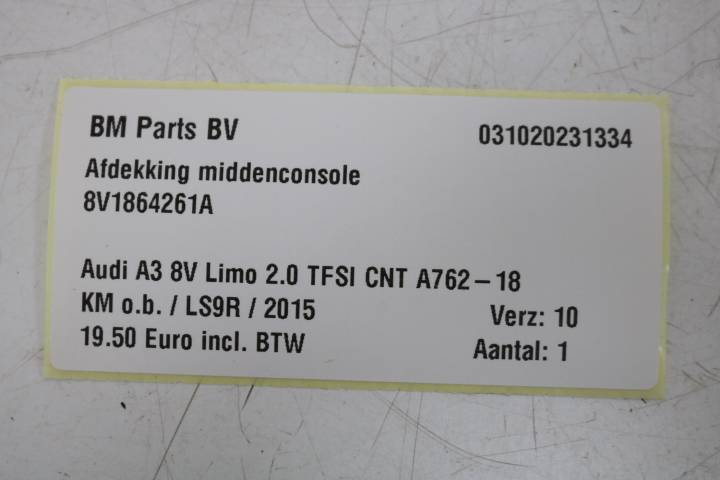 BM Parts BV 031020231334
Afdekking middenconsole
8V1864261A
Audi A3 8V Limo 2.0 TFSI CNT A762-18
KM o.b. / LS9R / 2015 Verz: 10
19.50 Euro incl. BTW Aantal: 1